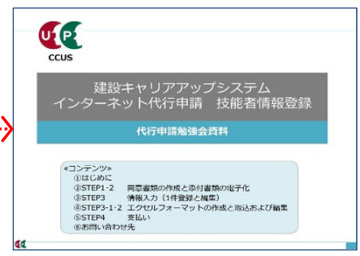 UP
CCUS
建設キャリアアップシステム
インターネット代行申請 技能者情報登録
代行申請勉強会資料
«コンテンツ»
①はじめに
②STEP1-2 同意書類の作成と添付書類の電子化
③STEP3 情報入力(1件登録と編集)
④STEP3-1-2 エクセルフォーマットの作成と取込および編集
⑤STEP4 支払い
⑥お問い合わせ先